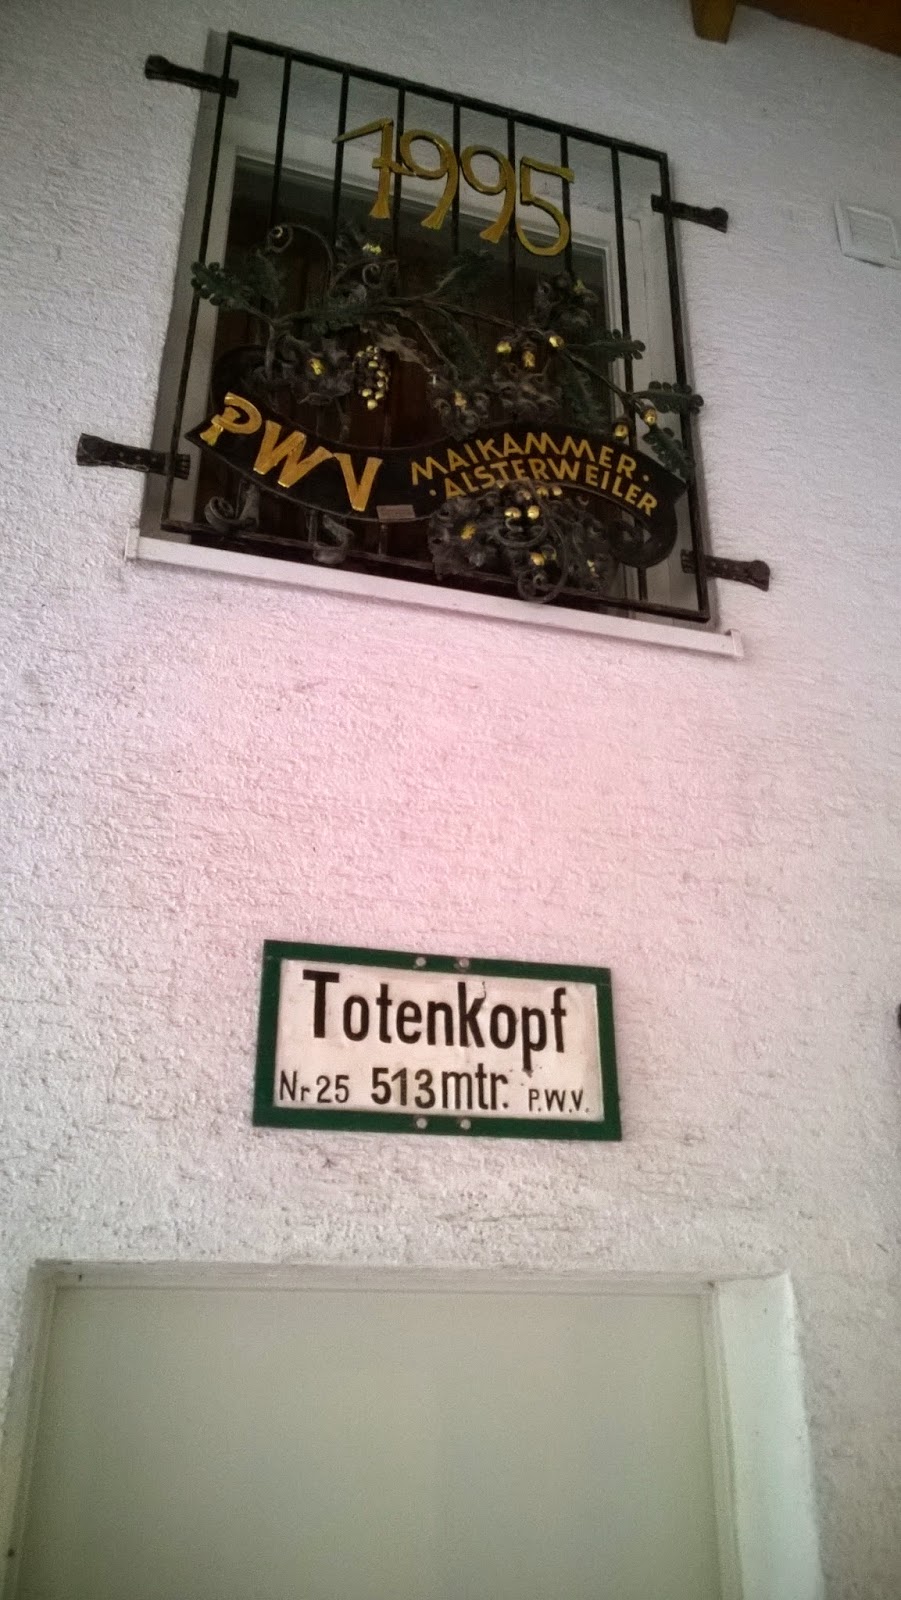 1995
PWV
MAIKAMMER·
·ALSTERWEILER
Totenkopf
Nr 25 513 mtr. P.W.V.